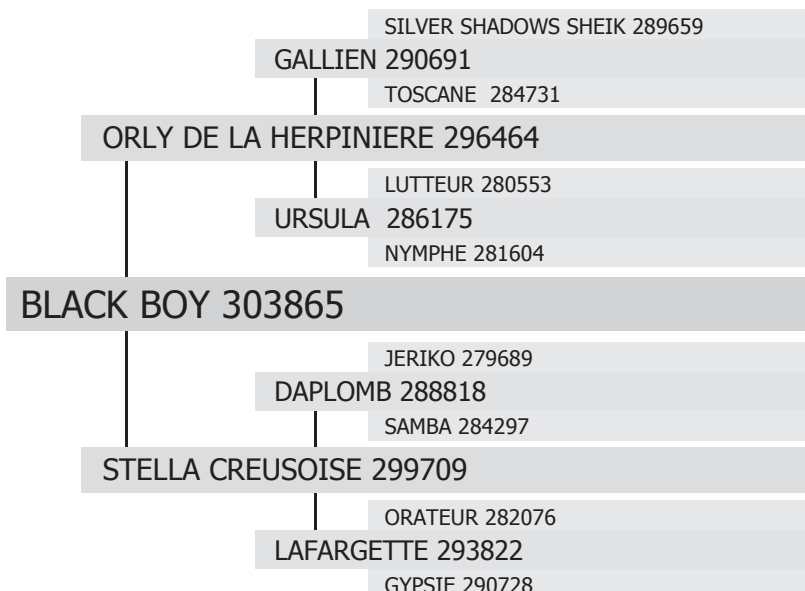 SILVER SHADOWS SHEIK 289659
GALLIEN 290691
TOSCANE 284731
ORLY DE LA HERPINIERE 296464
LUTTEUR 280553
URSULA 286175
NYMPHE 281604
BLACK BOY 303865
JERIKO 279689
DAPLOMB 288818
SAMBA 284297
STELLA CREUSOISE 299709
ORATEUR 282076
LAFARGETTE 293822
GYPSIE 290728